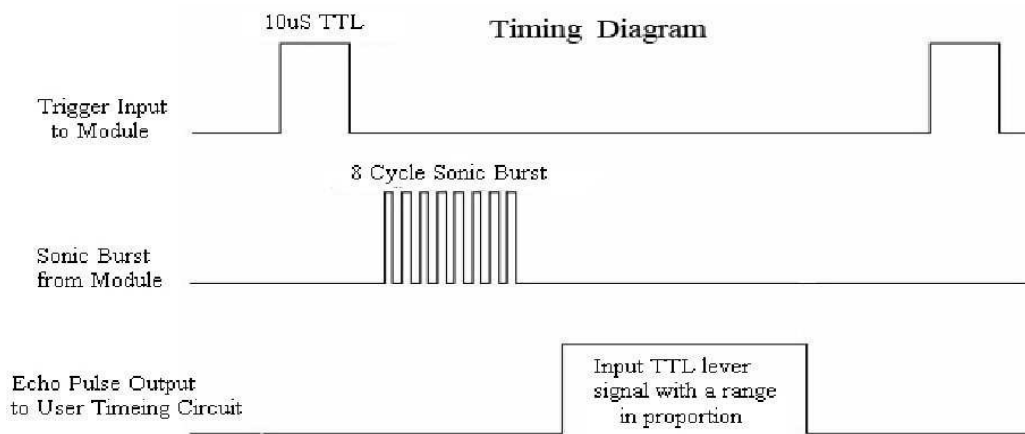 10uS TTL
Timing Diagram
Trigger Input
to Module
8 Cycle Sonic Burst
Sonic Burst
from Module
Echo Pulse Output
to User Timeing Circuit
Input TTL lever
signal with a range
in proportion